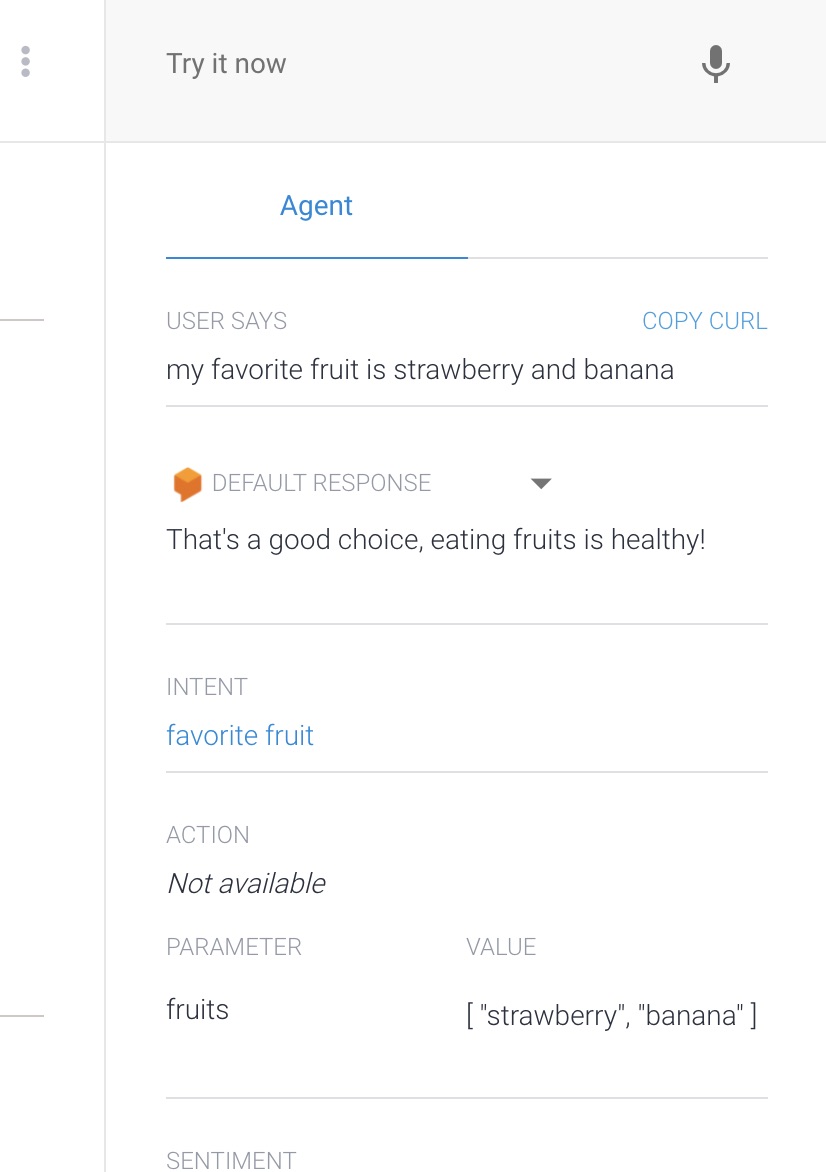 Try it now
Agent
USER SAYS
COPY CURL
my favorite fruit is strawberry and banana
DEFAULT RESPONSE
That's a good choice, eating fruits is healthy!
INTENT
favorite fruit
ACTION
Not available
PARAMETER
VALUE
fruits
[ "strawberry", "banana" ]
SENTIMENT